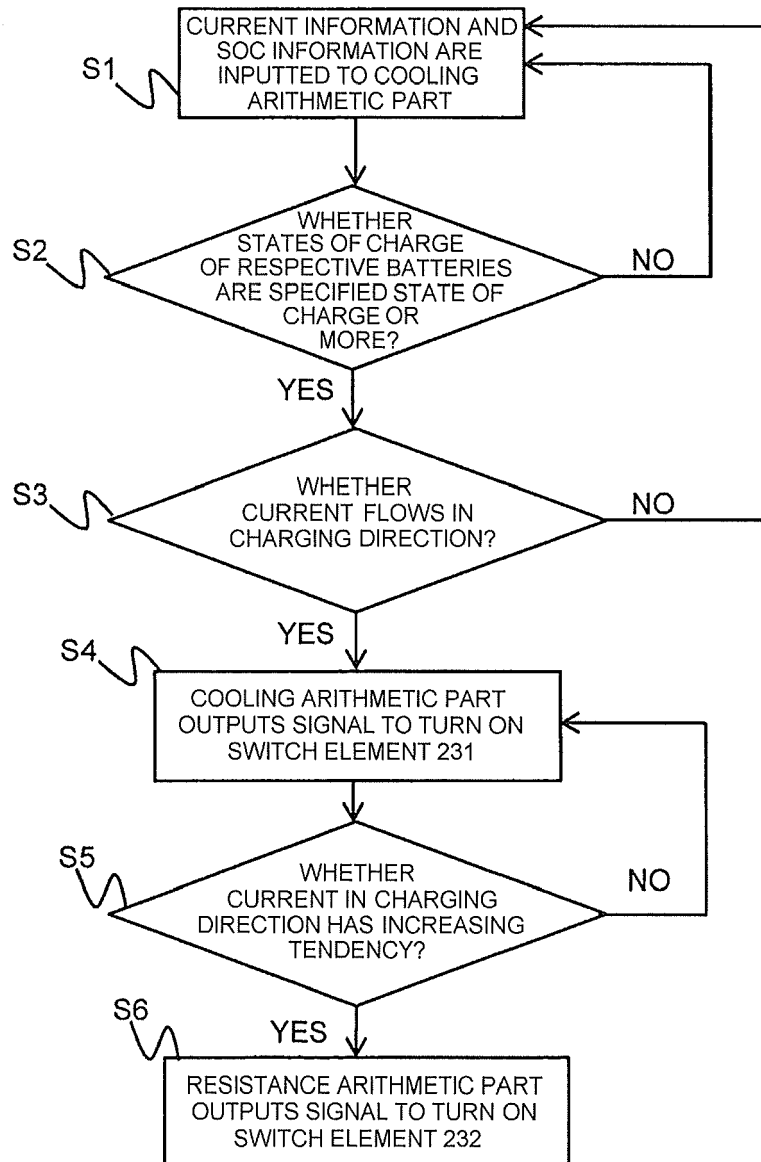 CURRENT INFORMATION AND
SOC INFORMATION ARE
INPUTTED TO COOLING
ARITHMETIC PART
S1
WHETHER
STATES OF CHARGE
OF RESPECTIVE BATTERIES
ARE SPECIFIED STATE OF
CHARGE OR
MORE?
S2
NO
YES
WHETHER
CURRENT FLOWS IN
CHARGING DIRECTION?
S3
NO
YES
S4
COOLING ARITHMETIC PART
OUTPUTS SIGNAL TO TURN ON
SWITCH ELEMENT 231
S5
WHETHER
CURRENT IN CHARGING
DIRECTION HAS INCREASING
TENDENCY?
NO
YES
S6
RESISTANCE ARITHMETIC PART
OUTPUTS SIGNAL TO TURN ON
SWITCH ELEMENT 232